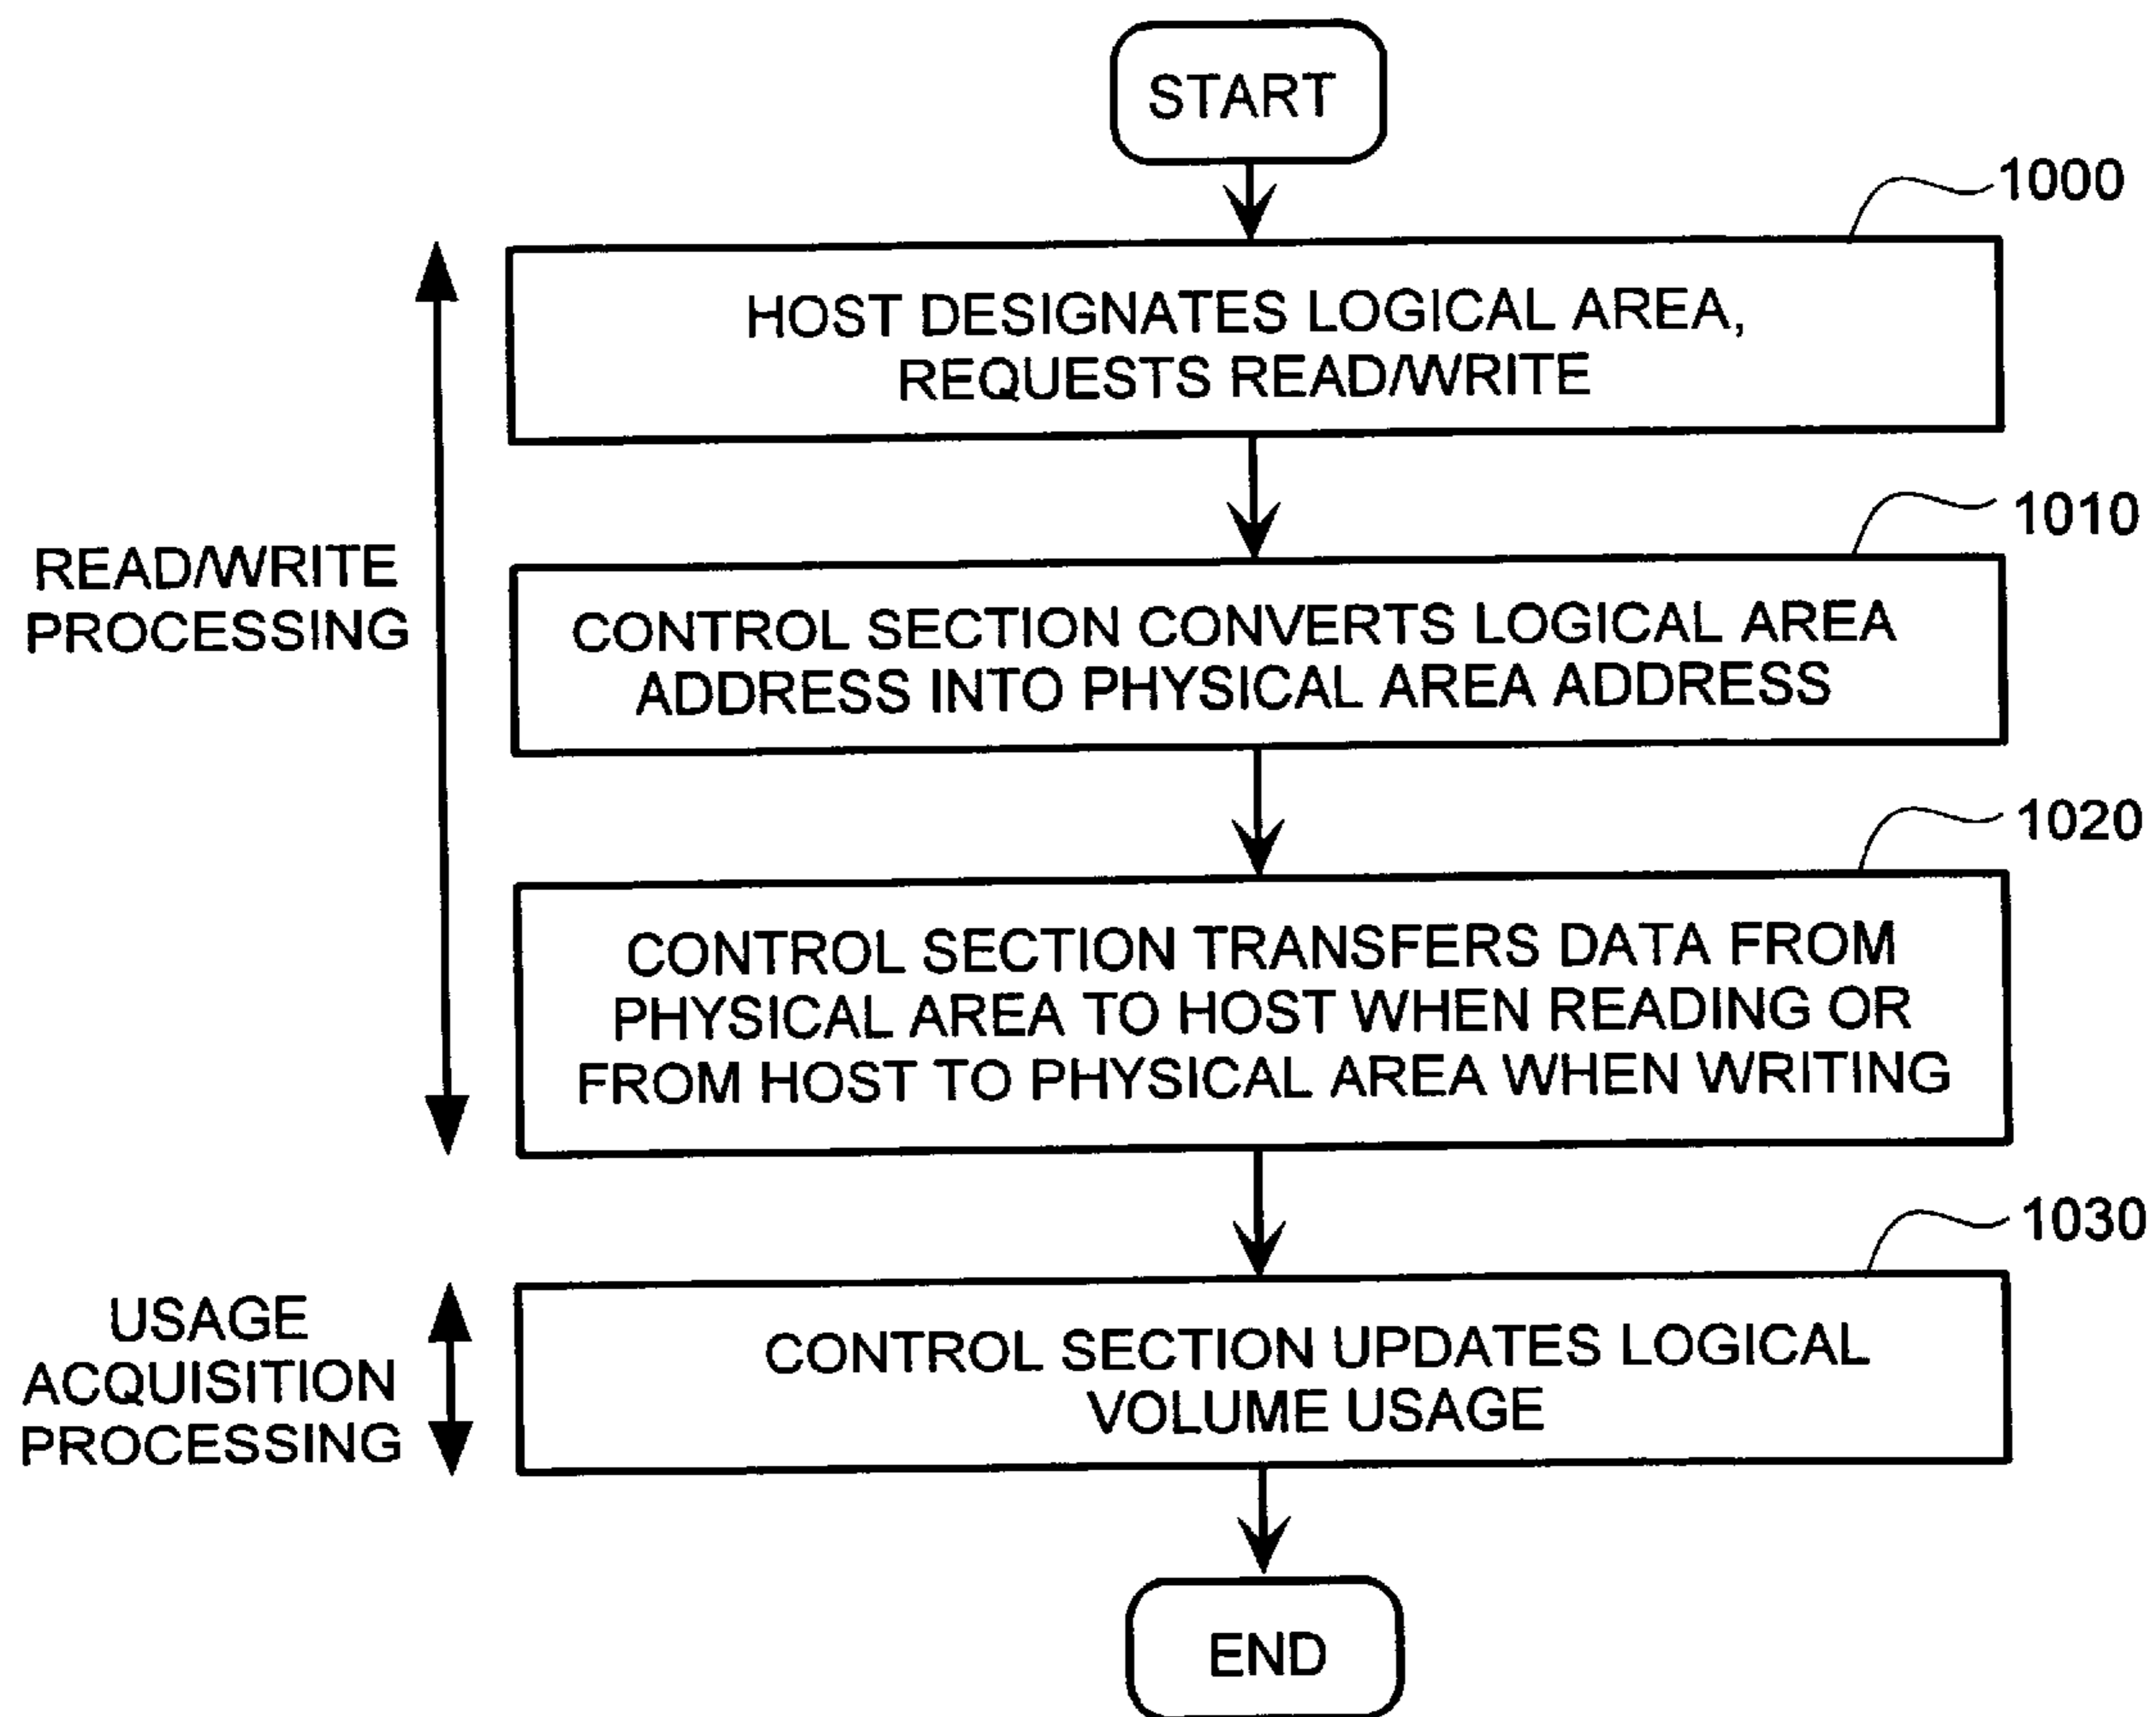 START
1000
HOST DESIGNATES LOGICAL AREA,
REQUESTS READ/WRITE
1010
READ/WRITE
PROCESSING
CONTROL SECTION CONVERTS LOGICAL AREA
ADDRESS INTO PHYSICAL AREA ADDRESS
1020
CONTROL SECTION TRANSFERS DATA FROM
PHYSICAL AREA TO HOST WHEN READING OR
FROM HOST TO PHYSICAL AREA WHEN WRITING
1030
USAGE
ACQUISITION
PROCESSING
CONTROL SECTION UPDATES LOGICAL
VOLUME USAGE
END